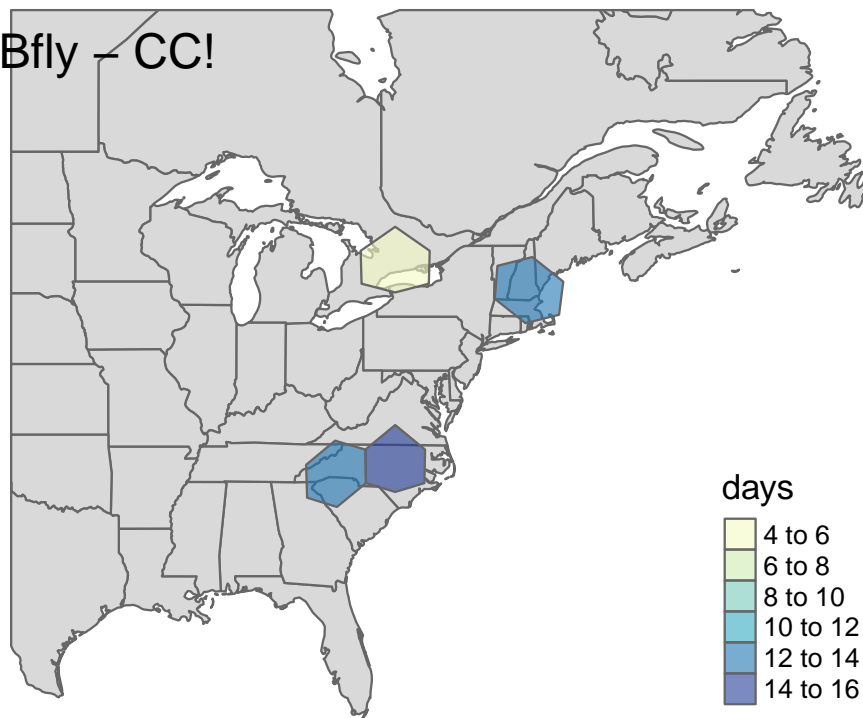 Bfly – CC!
days
4 to 6
6 to 8
8 to 10
10 to 12
12 to 14
14 to 16